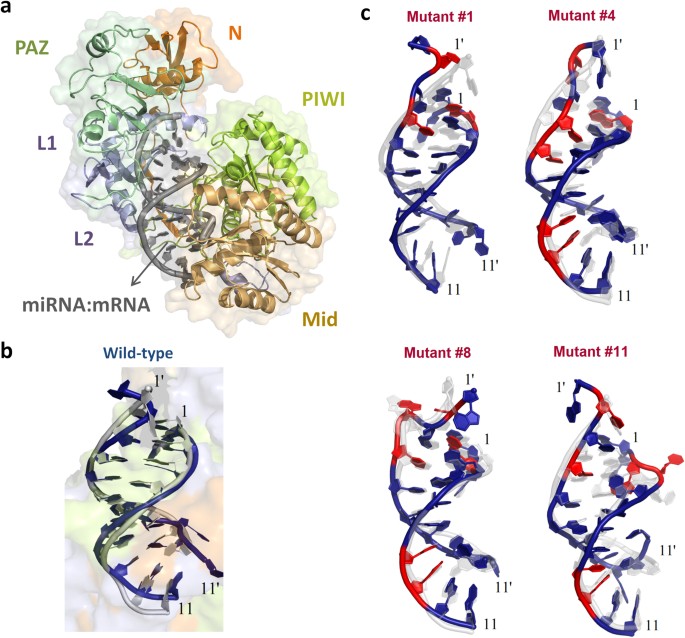 a
N
PAZ
PIWI
L1
L2
miRNA:mRNA
Mid
b
Wild-type
1'
1
11'
11
c
Mutant #1
1'
1
11'
11
Mutant #4
1'
1
11'
11
Mutant #8
1'
1
11'
11
Mutant #11
1'
1
11'
11